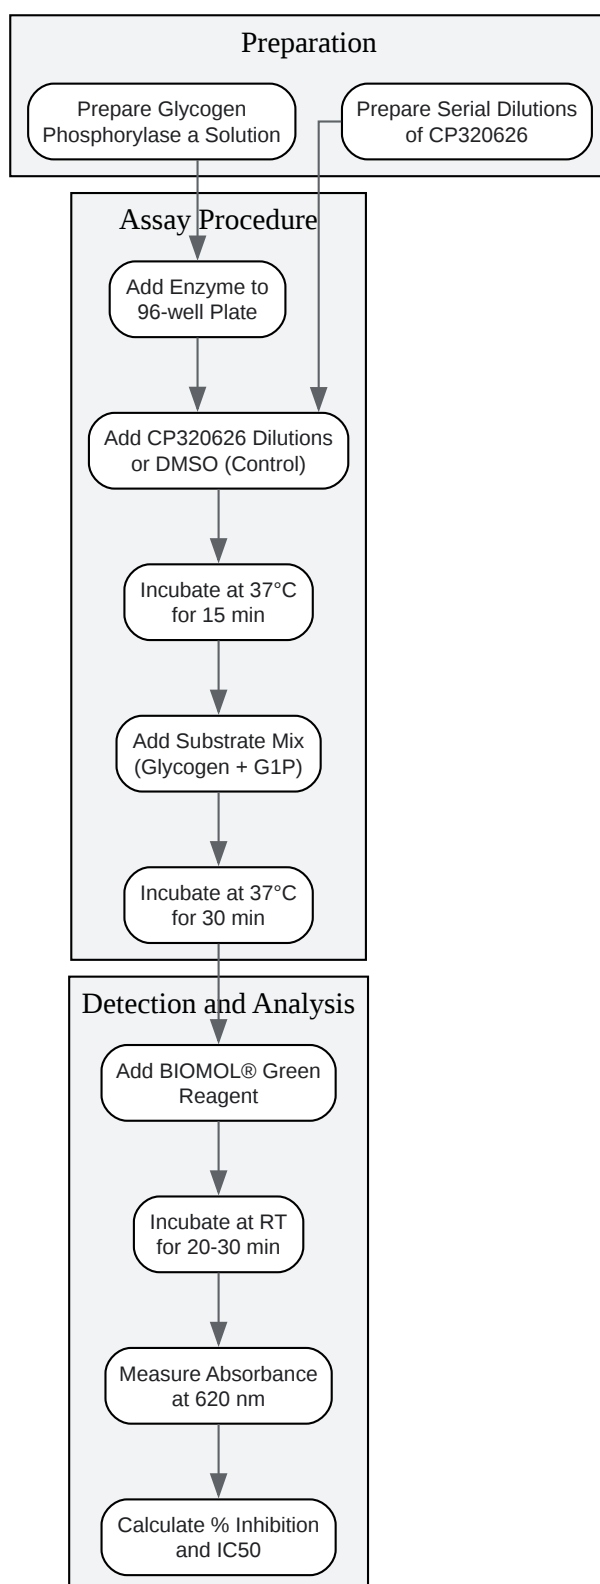 Preparation
Prepare Glycogen
Phosphorylase a Solution
Prepare Serial Dilutions
of CP320626
Assay Procedure
Add Enzyme to
96-well Plate
Add CP320626 Dilutions
or DMSO (Control)
Incubate at 37°C
for 15 min
Add Substrate Mix
(Glycogen + G1P)
Incubate at 37°C
for 30 min
Detection and Analysis
Add BIOMOL® Green
Reagent
Incubate at RT
for 20-30 min
Measure Absorbance
at 620 nm
Calculate % Inhibition
and IC50